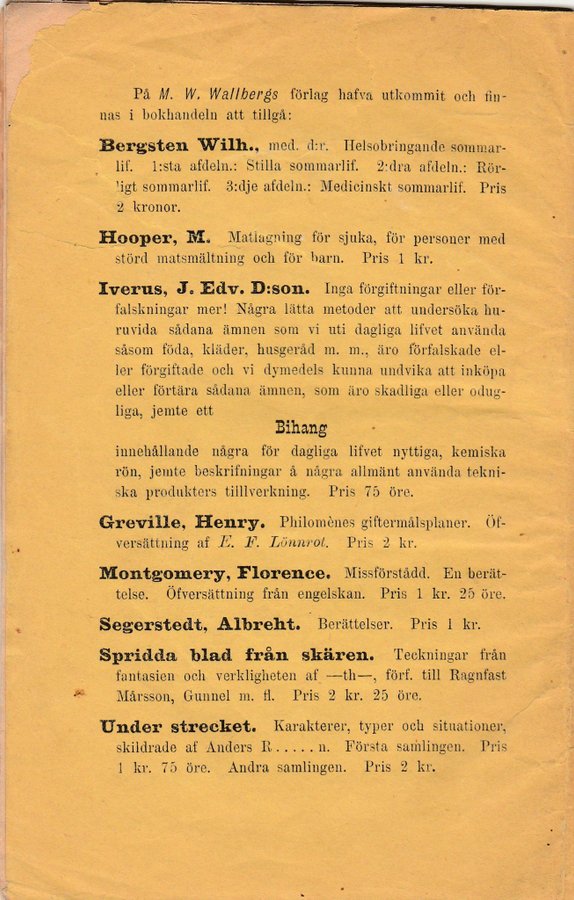 På M. W. Wallbergs förlag hafva utkommit och fin-
nas i bokhandeln att tillgå:
Bergsten Wilh., med. d:r. Helsobringande sommar-
lif. 1:sta afdeln.: Stilla sommarlif. 2:dra afdeln.: Rör-
ligt sommarlif. 3:dje afdeln.: Medicinskt sommarlif. Pris
2 kronor.
Hooper, M. Matlagning för sjuka, för personer med
störd matsmältning och för barn. Pris 1 kr.
Iverus, J. Edv. D:son. Inga förgiftningar eller för-
falskningar mer! Några lätta metoder att undersöka hu-
ruvida sådana ämnen som vi uti dagliga lifvet använda
såsom föda, kläder, husgeråd m. m., äro förfalskade el-
ler förgiftade och vi dymedels kunna undvika att inköpa
eller förtära sådana ämnen, som äro skadliga eller odug-
liga, jemte ett
Bihang
innehållande några för dagliga lifvet nyttiga, kemiska
rön, jemte beskrifningar å några allmänt använda tekni-
ska produkters tilllverkning. Pris 75 öre.
Greville, Henry. Philomènes giftermålsplaner. Öf-
versättning af E. F. Lönnrot. Pris 2 kr.
Montgomery, Florence. Missförstådd. En berät-
telse. Öfversättning från engelskan. Pris 1 kr. 25 öre.
Segerstedt, Albreht. Berättelser. Pris 1 kr.
Spridda blad från skären. Teckningar från
fantasien och verkligheten af —th—, förf. till Ragnfast
Mårsson, Gunnel m. fl. Pris 2 kr. 25 öre.
Under strecket. Karakterer, typer och situationer,
skildrade af Anders R.....n. Första samlingen. Pris
1 kr. 75 öre. Andra samlingen. Pris 2 kr.